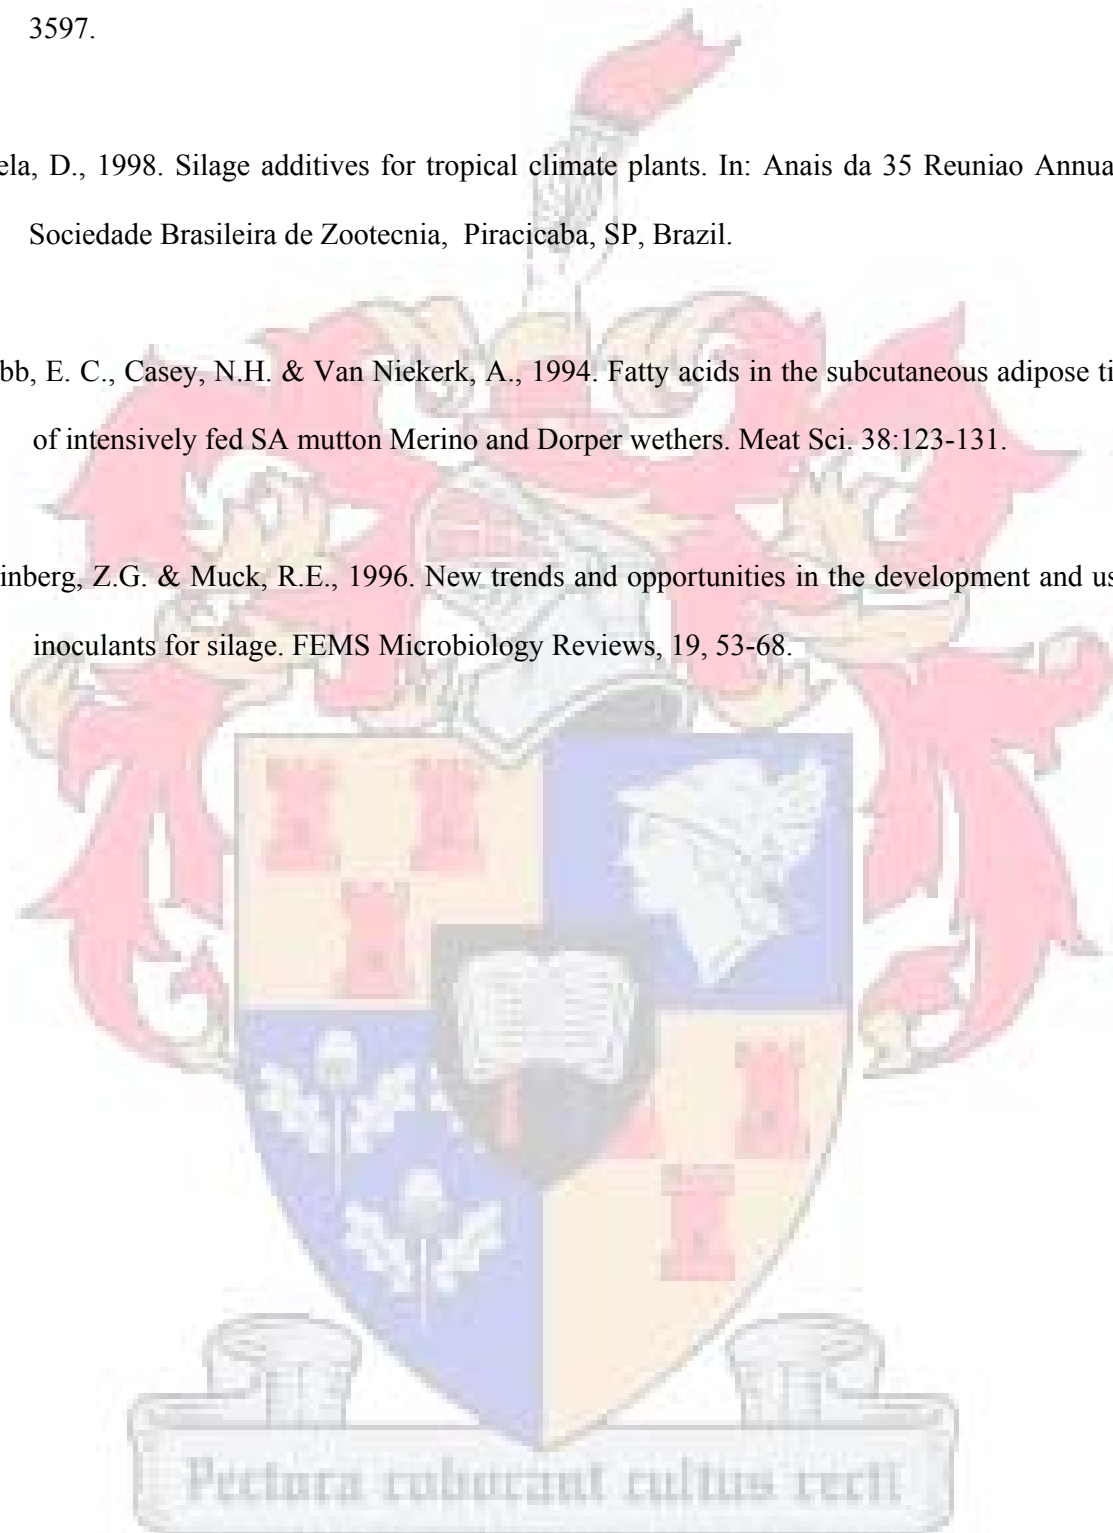 3597.
ela, D., 1998. Silage additives for tropical climate plants. In: Anais da 35 Reuniao Annua
Sociedade Brasileira de Zootecnia, Piracicaba, SP, Brazil.
bb, E. C., Casey, N.H. & Van Niekerk, A., 1994. Fatty acids in the subcutaneous adipose ti
of intensively fed SA mutton Merino and Dorper wethers. Meat Sci. 38:123-131.
inberg, Z.G. & Muck, R.E., 1996. New trends and opportunities in the development and us
inoculants for silage. FEMS Microbiology Reviews, 19, 53-68.
Pectora roborant cultus recti